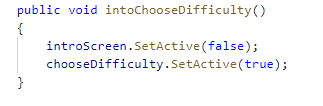 public void intoChooseDifficulty()
{
introScreen.SetActive(false);
chooseDifficulty.SetActive(true);
}